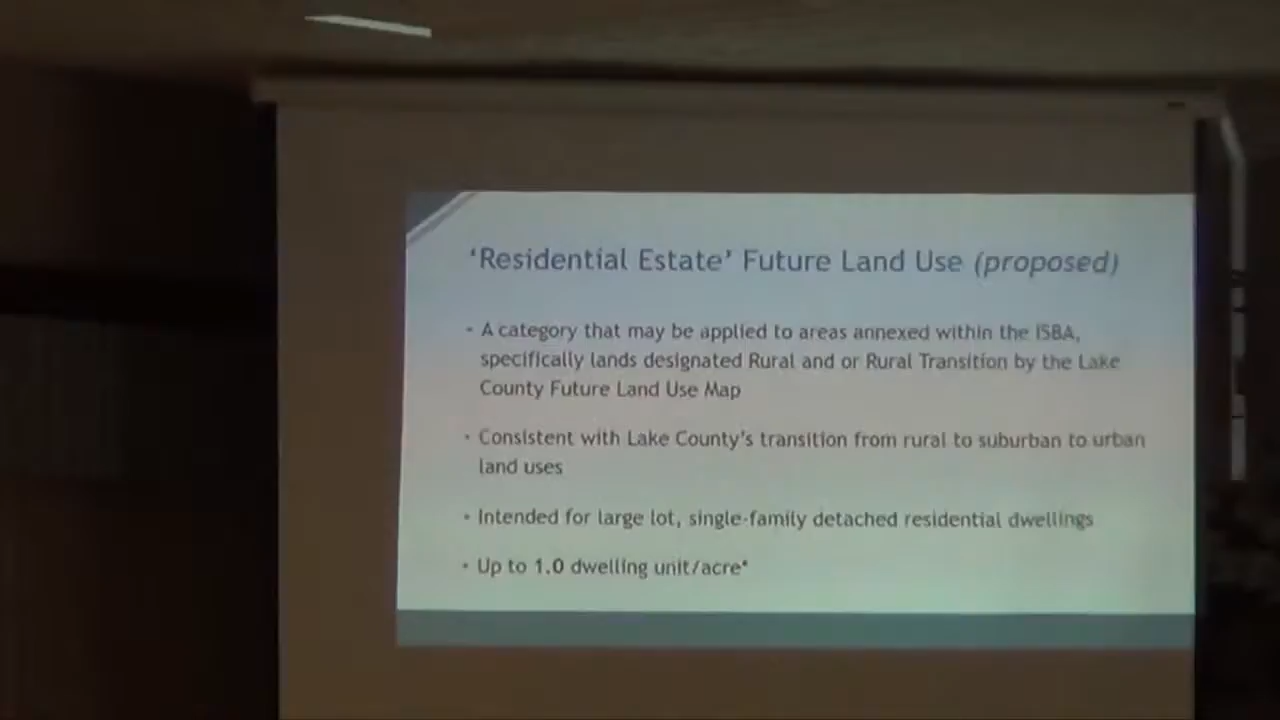 ‘Residential Estate’ Future Land Use (proposed)
• A category that may be applied to areas annexed within the ISBA,
specifically lands designated Rural and or Rural Transition by the Lake
County Future Land Use Map
• Consistent with Lake County’s transition from rural to suburban to urban
land uses
• Intended for large lot, single-family detached residential dwellings
• Up to 1.0 dwelling unit/acre*